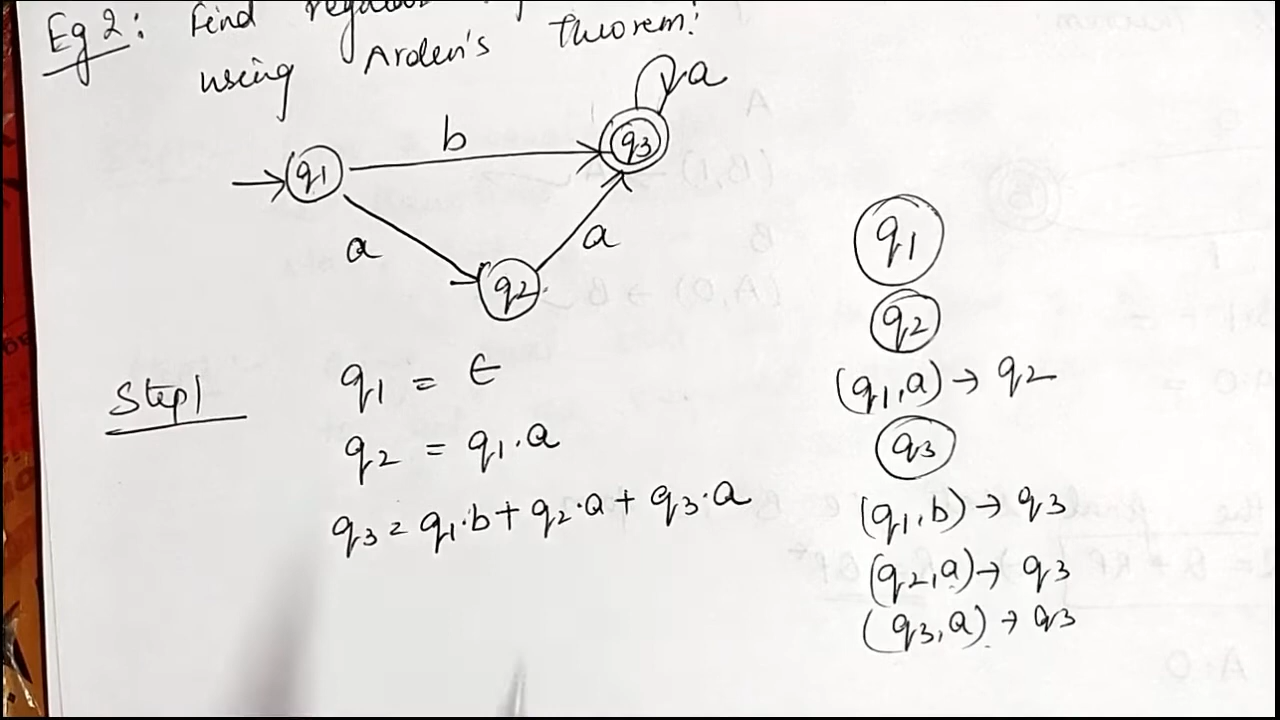 Eg 2: Find
using Arden's theorem!
a
b
q1
q3
a
a
q2
Step1
q1 = ϵ
q2 = q1.a
q3 = q1.b + q2.a + q3.a
q1
q2
(q1,a) → q2
q3
(q1,b) → q3
(q2,a) → q3
(q3,a) → q3